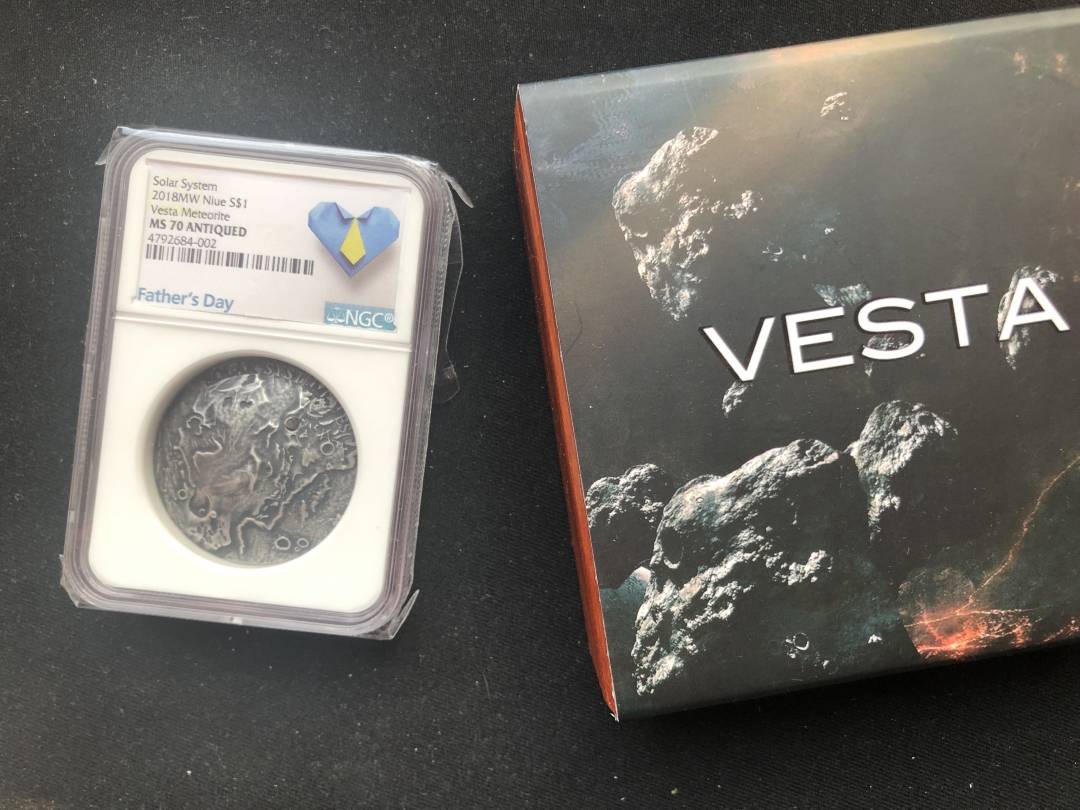 Solar System
2018MW Niue S$1
Vesta Meteorite
MS 70 ANTIQUED
4792684-002
Father's Day
NGC®
VESTA